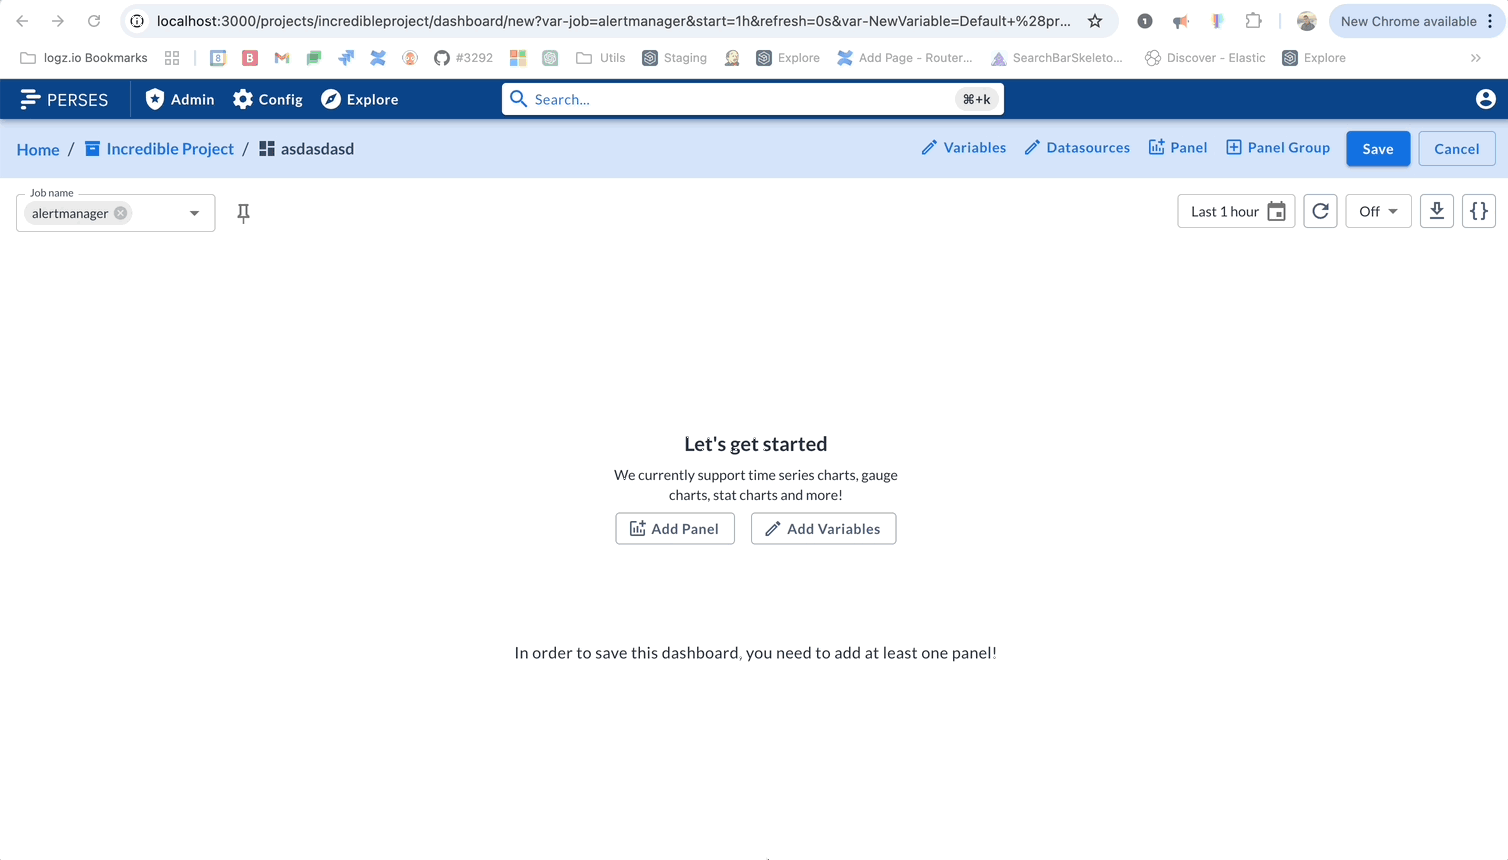 localhost:3000/projects/incredibleproject/dashboard/new?var-job=alertmanager&start=1h&refresh=0s&var-NewVariable=Default+%28pr...
1
New Chrome available
logz.io Bookmarks
8
B
#3292
Utils
Staging
Explore
Add Page - Router...
SearchBarSkeleto...
Discover - Elastic
Explore
PERSES
Admin
Config
Explore
Search...
⌘+k
Home / Incredible Project / asdasdasd
Variables
Datasources
Panel
Panel Group
Save
Cancel
Job name
alertmanager
Last 1 hour
Off
{}
Let's get started
We currently support time series charts, gauge
charts, stat charts and more!
Add Panel
Add Variables
In order to save this dashboard, you need to add at least one panel!